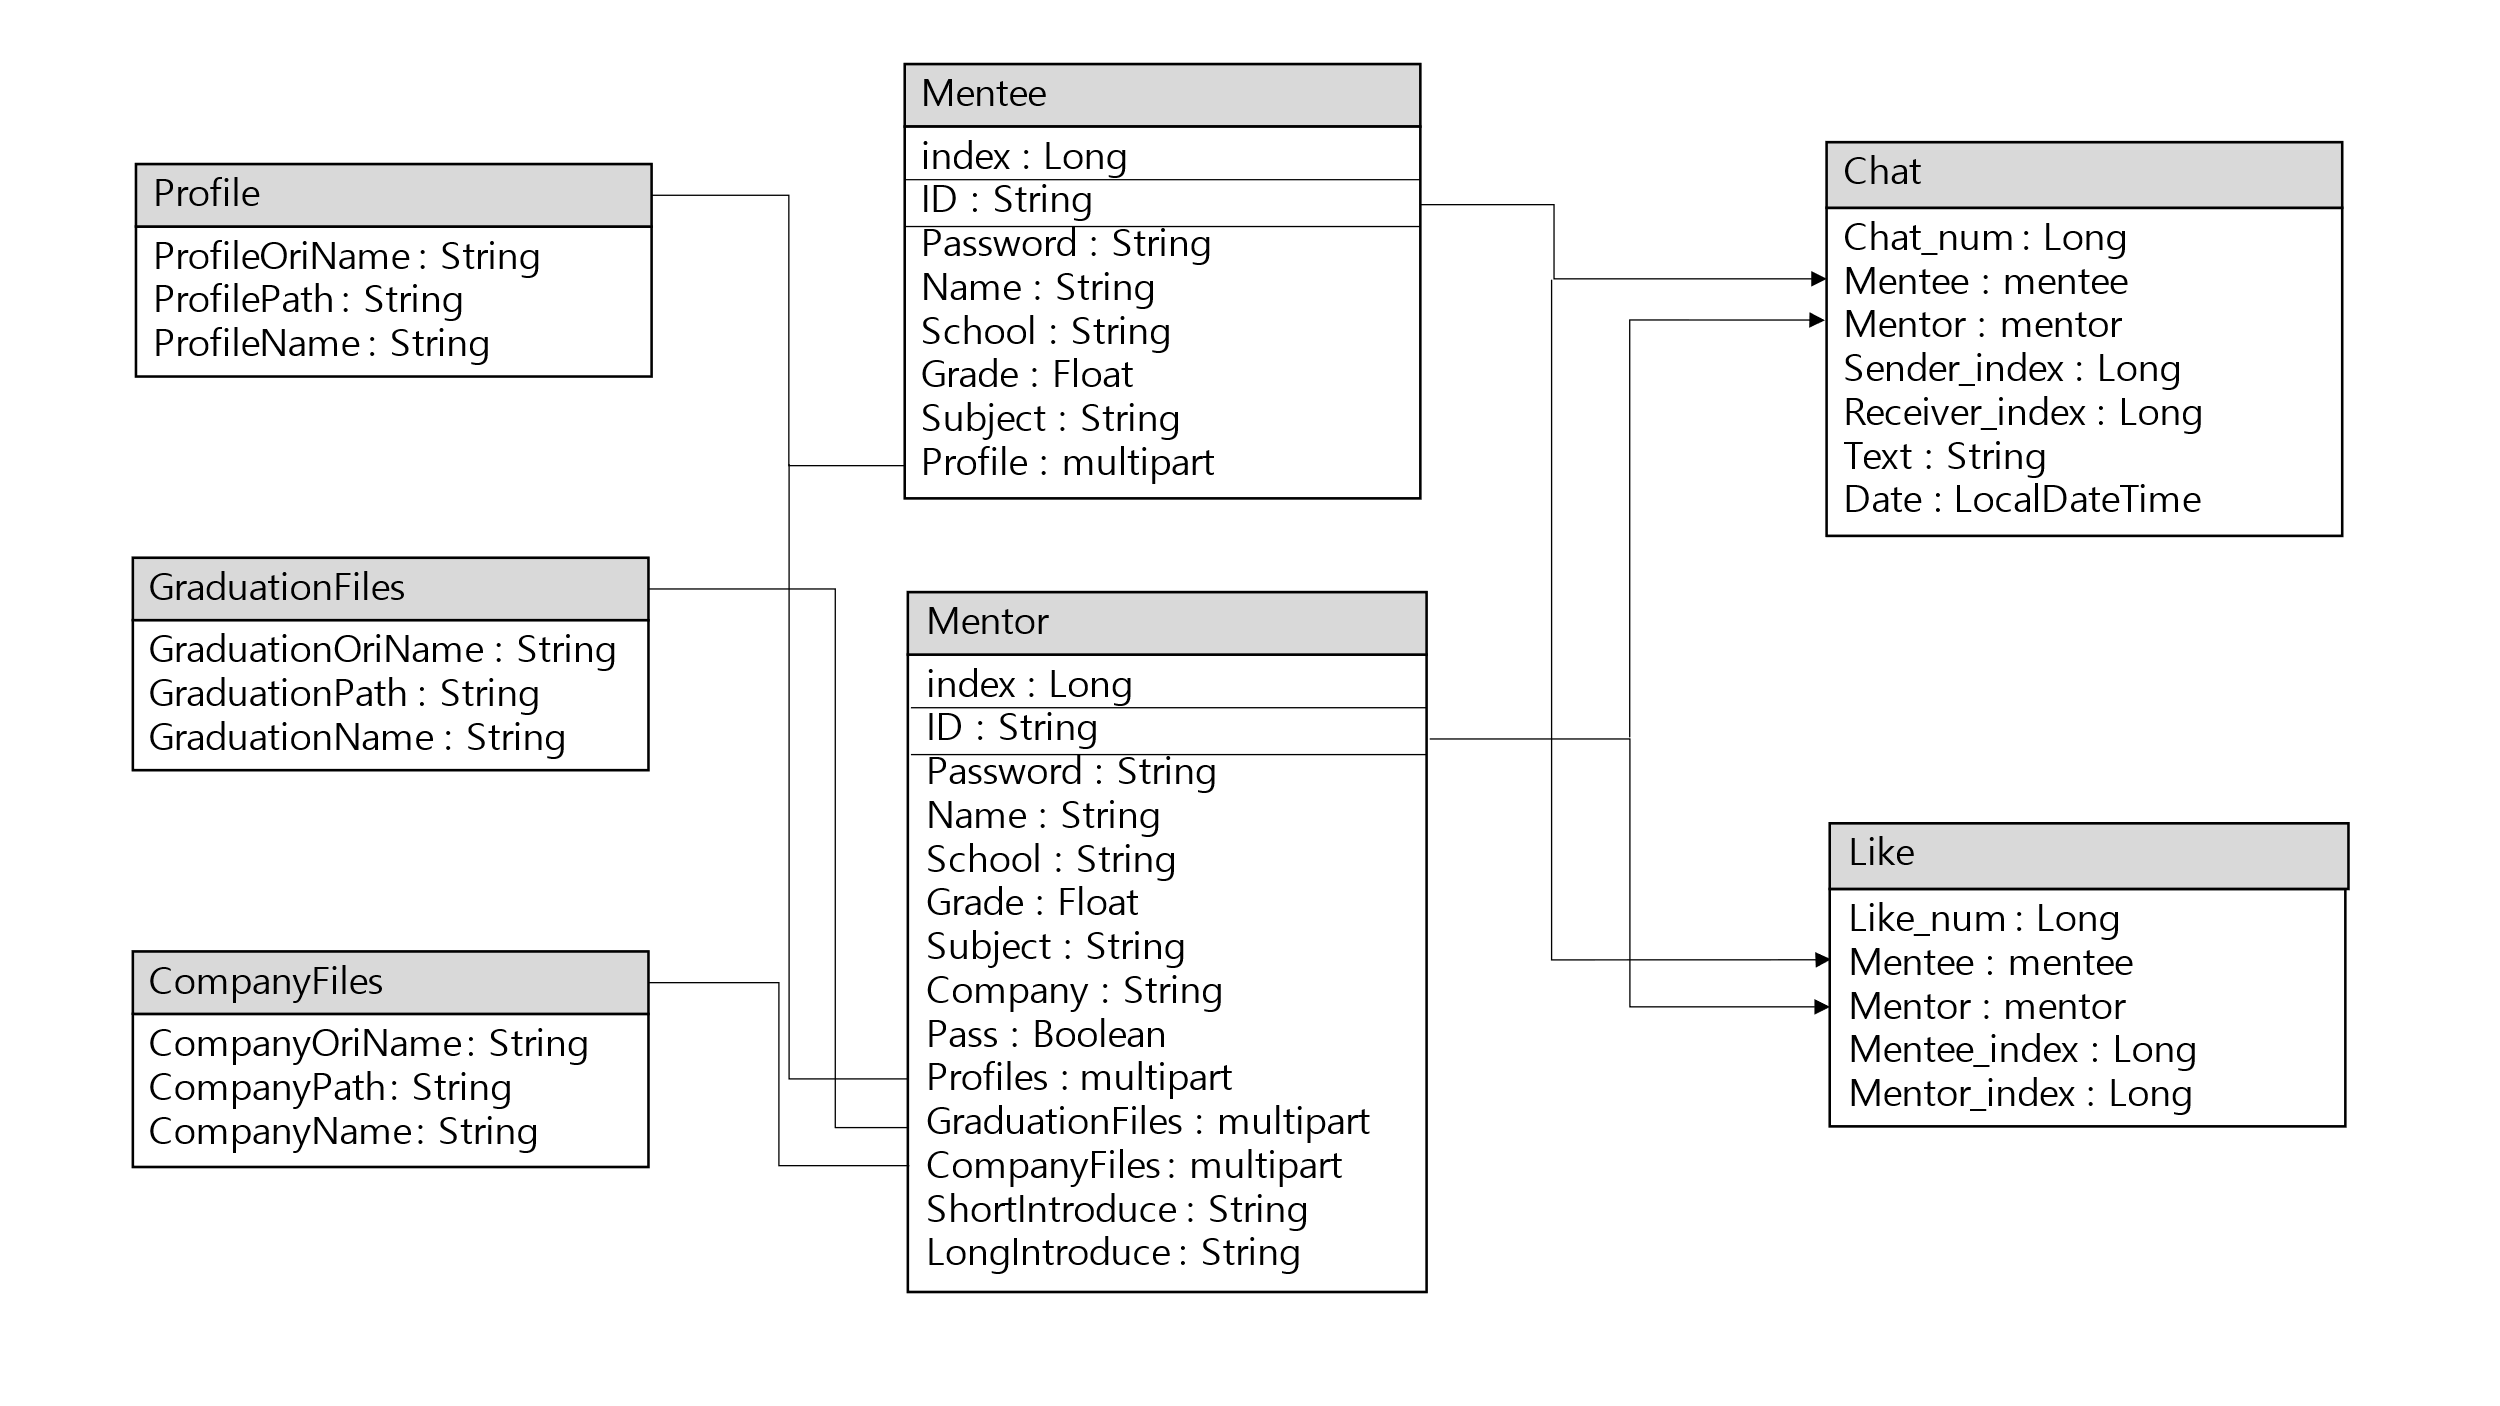 Profile
ProfileOriName : String
ProfilePath : String
ProfileName : String
GraduationFiles
GraduationOriName : String
GraduationPath : String
GraduationName : String
CompanyFiles
CompanyOriName : String
CompanyPath : String
CompanyName : String
Mentee
index : Long
ID : String
Password : String
Name : String
School : String
Grade : Float
Subject : String
Profile : multipart
Mentor
index : Long
ID : String
Password : String
Name : String
School : String
Grade : Float
Subject : String
Company : String
Pass : Boolean
Profiles : multipart
GraduationFiles : multipart
CompanyFiles : multipart
ShortIntroduce : String
LongIntroduce : String
Chat
Chat_num : Long
Mentee : mentee
Mentor : mentor
Sender_index : Long
Receiver_index : Long
Text : String
Date : LocalDateTime
Like
Like_num : Long
Mentee : mentee
Mentor : mentor
Mentee_index : Long
Mentor_index : Long